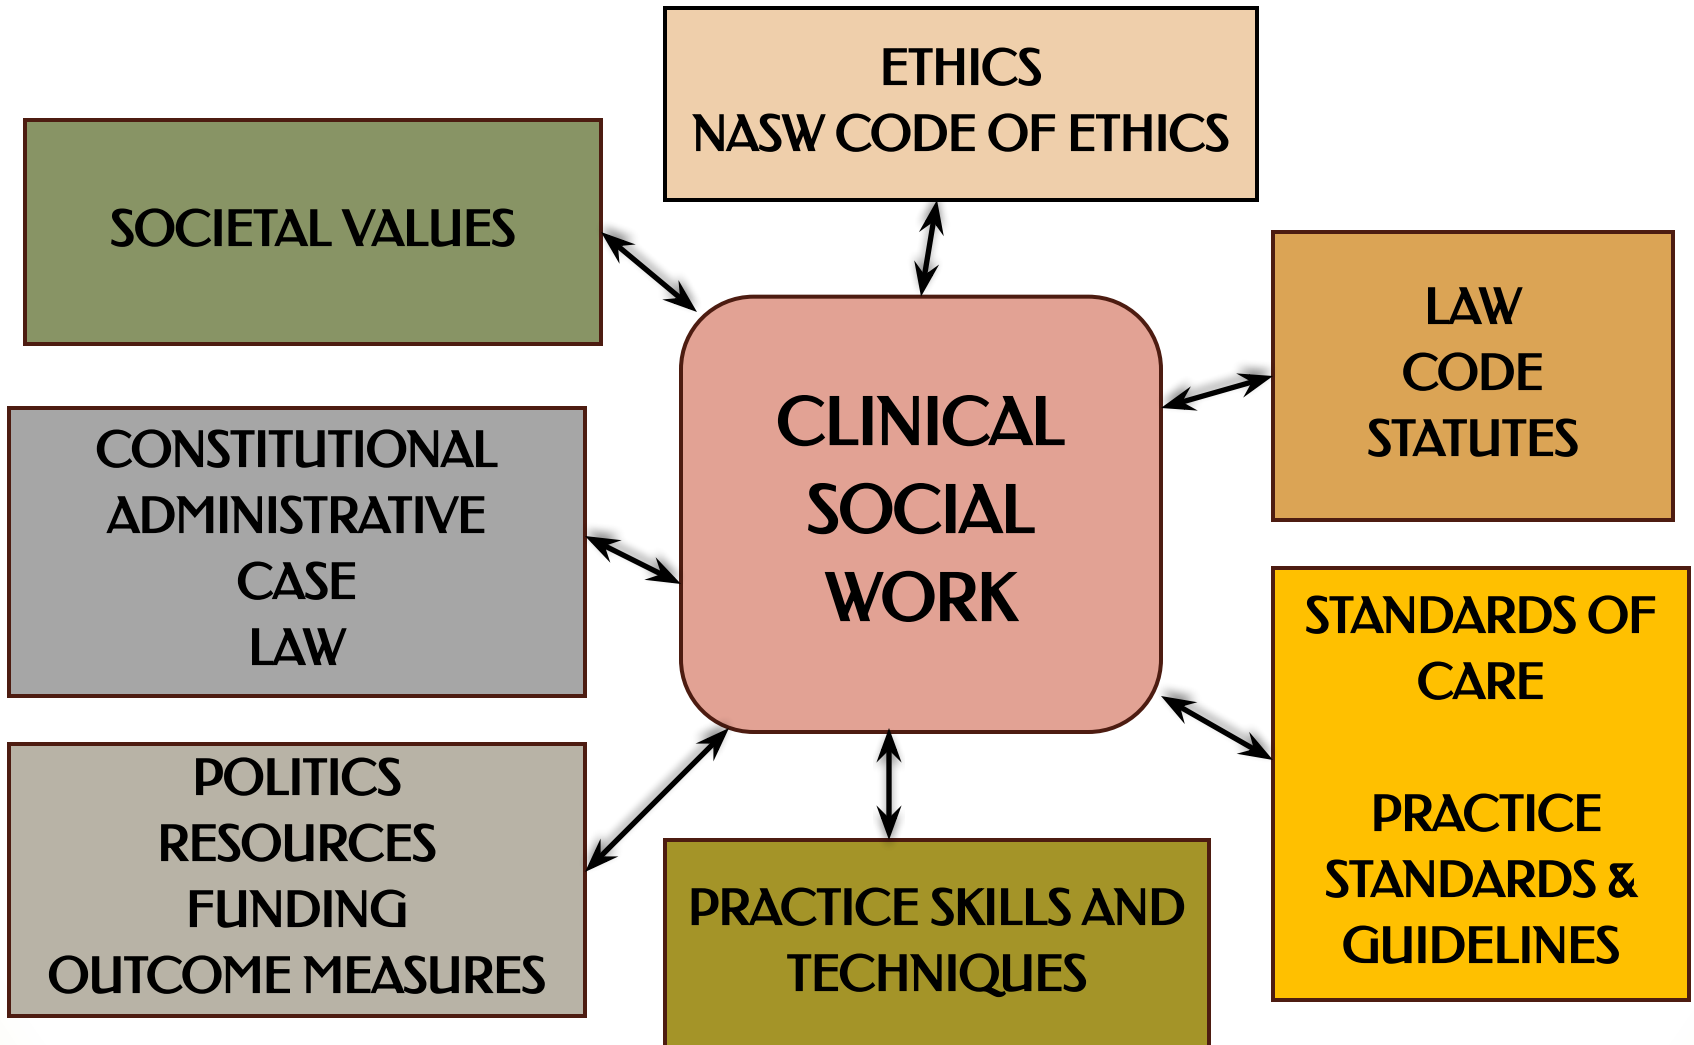 ETHICS
NASW CODE OF ETHICS
SOCIETAL VALUES
LAW
CODE
STATUTES
CLINICAL
SOCIAL
WORK
CONSTITUTIONAL
ADMINISTRATIVE
CASE
LAW
STANDARDS OF
CARE
PRACTICE
STANDARDS &
GUIDELINES
POLITICS
RESOURCES
FUNDING
OUTCOME MEASURES
PRACTICE SKILLS AND
TECHNIQUES